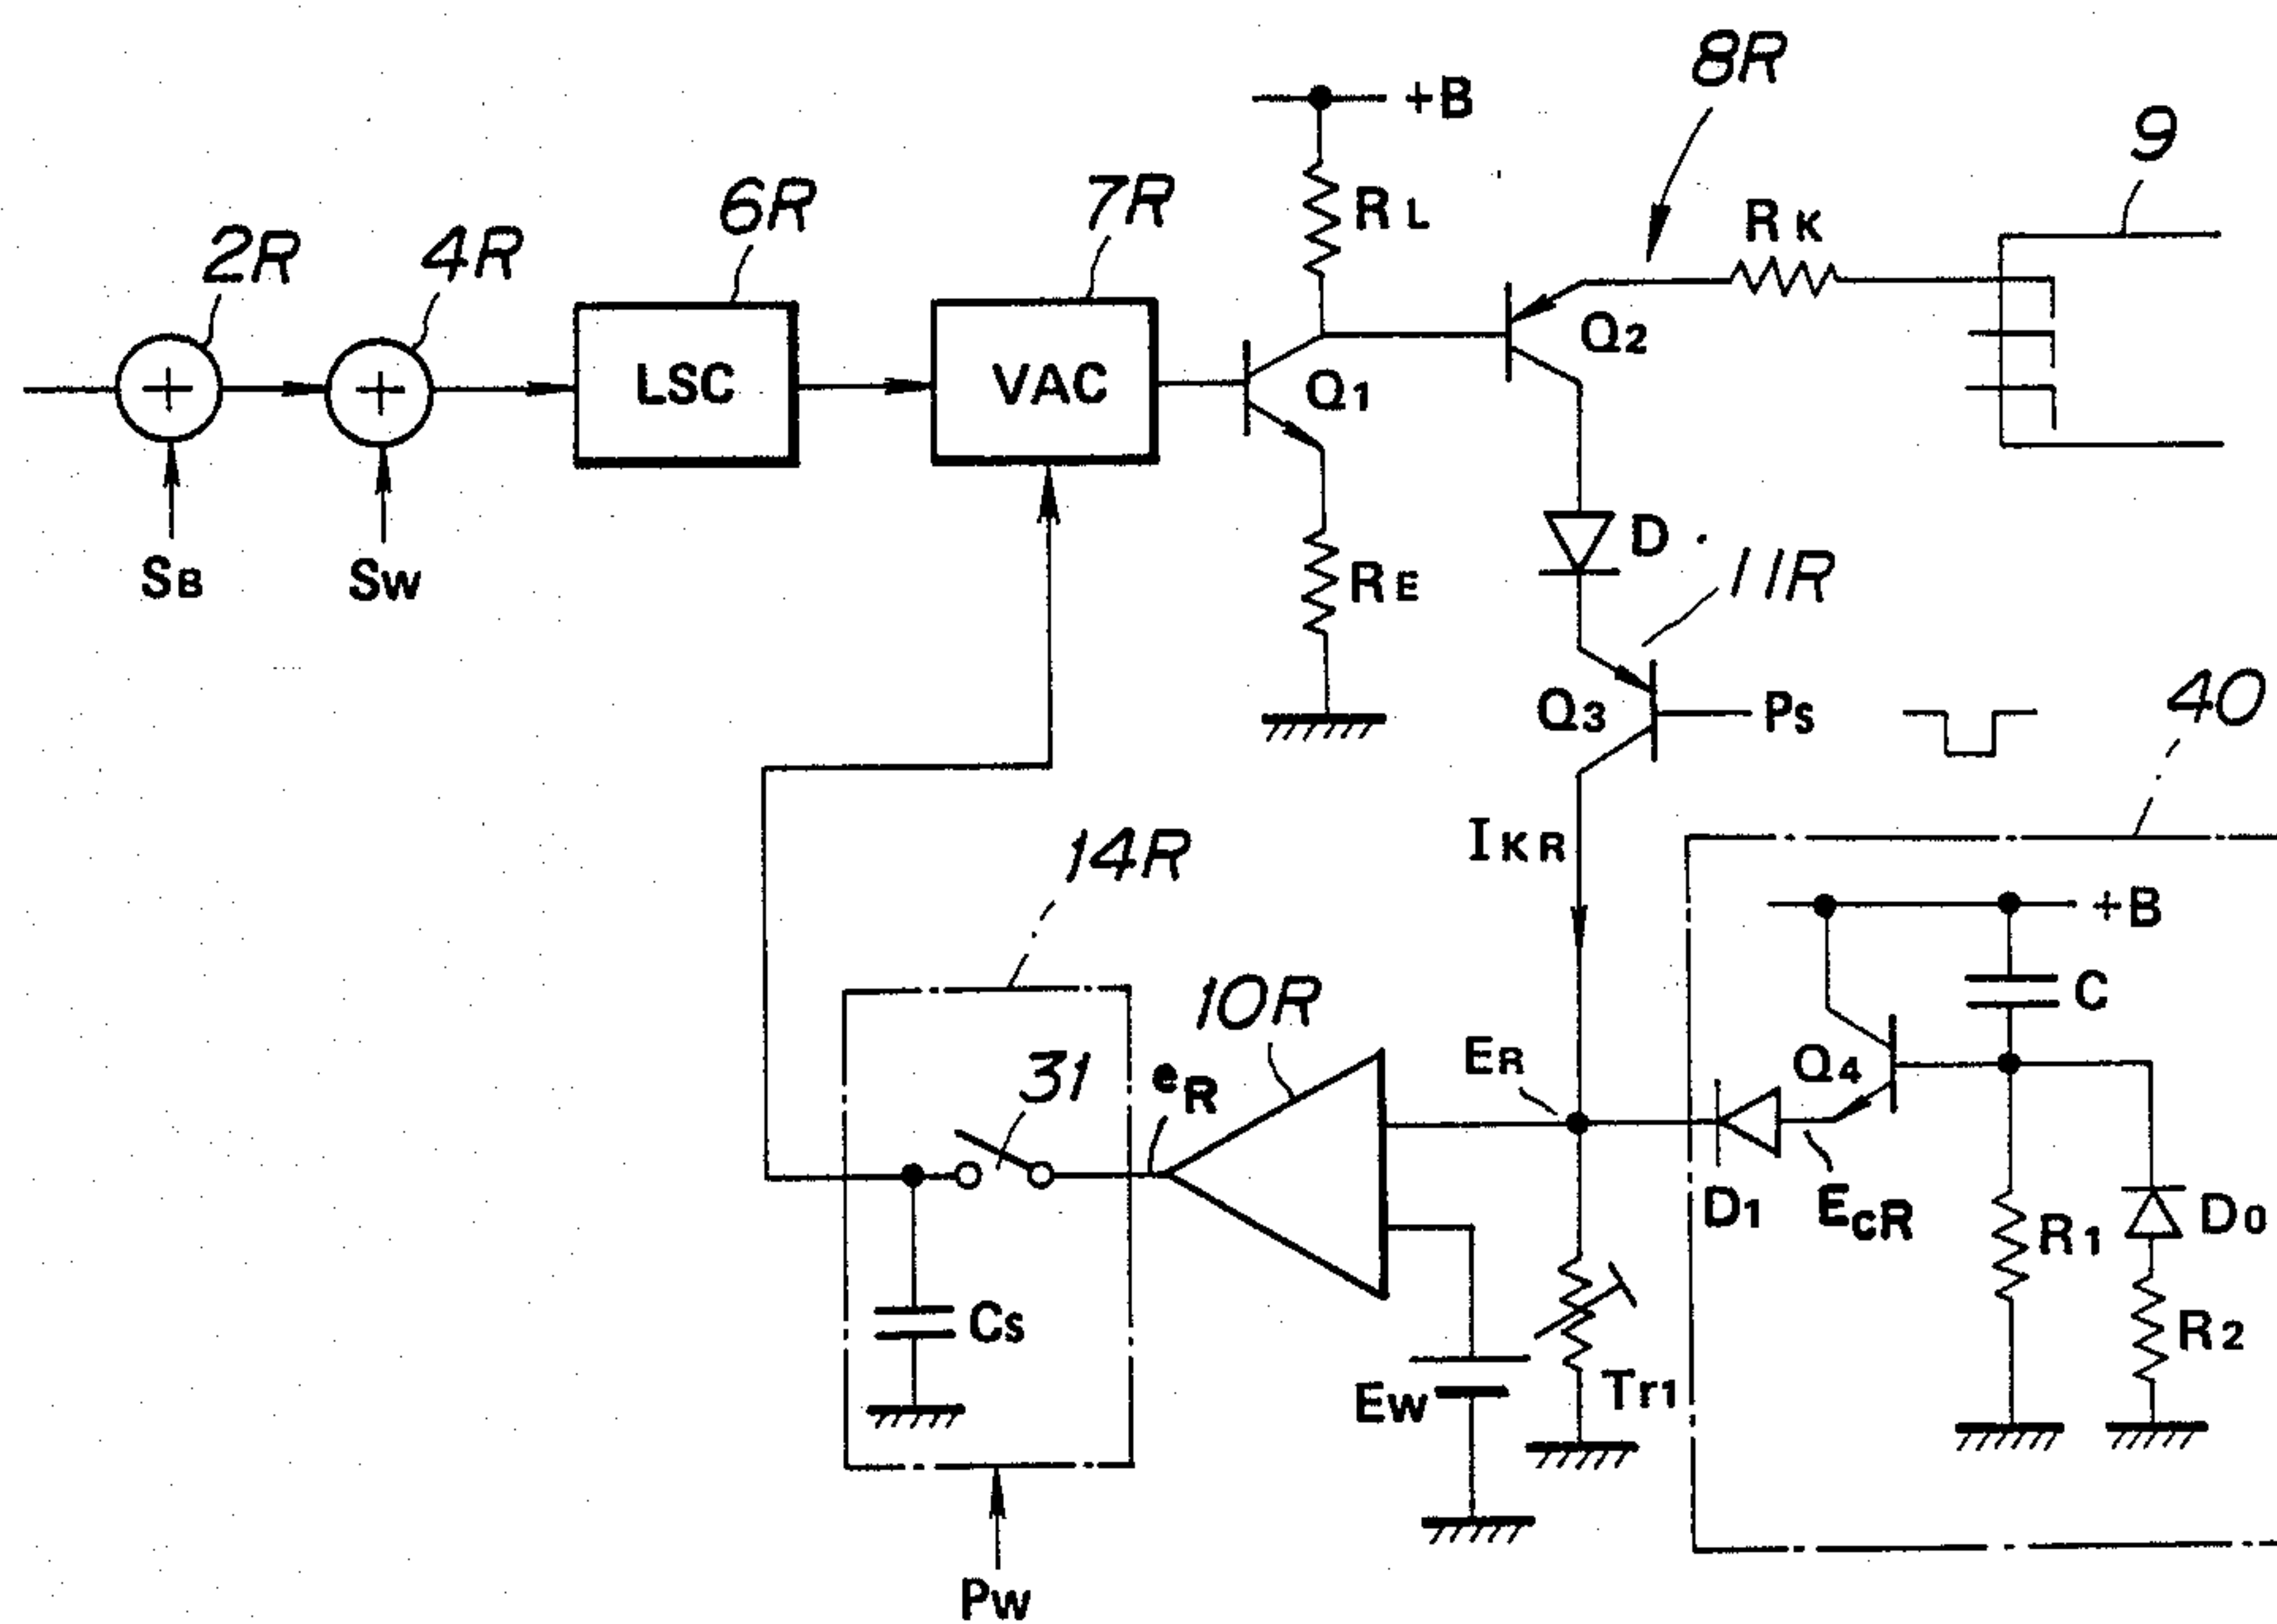 8R
+B
9
6R
7R
RL
RK
2R
4R
Q2
LSC
VAC
Q1
D
11R
SB
SW
RE
40
Q3
PS
IKR
14R
+B
C
10R
ER
Q4
31
eR
D1
ECR
R1
D0
CS
R2
EW
Tr1
PW